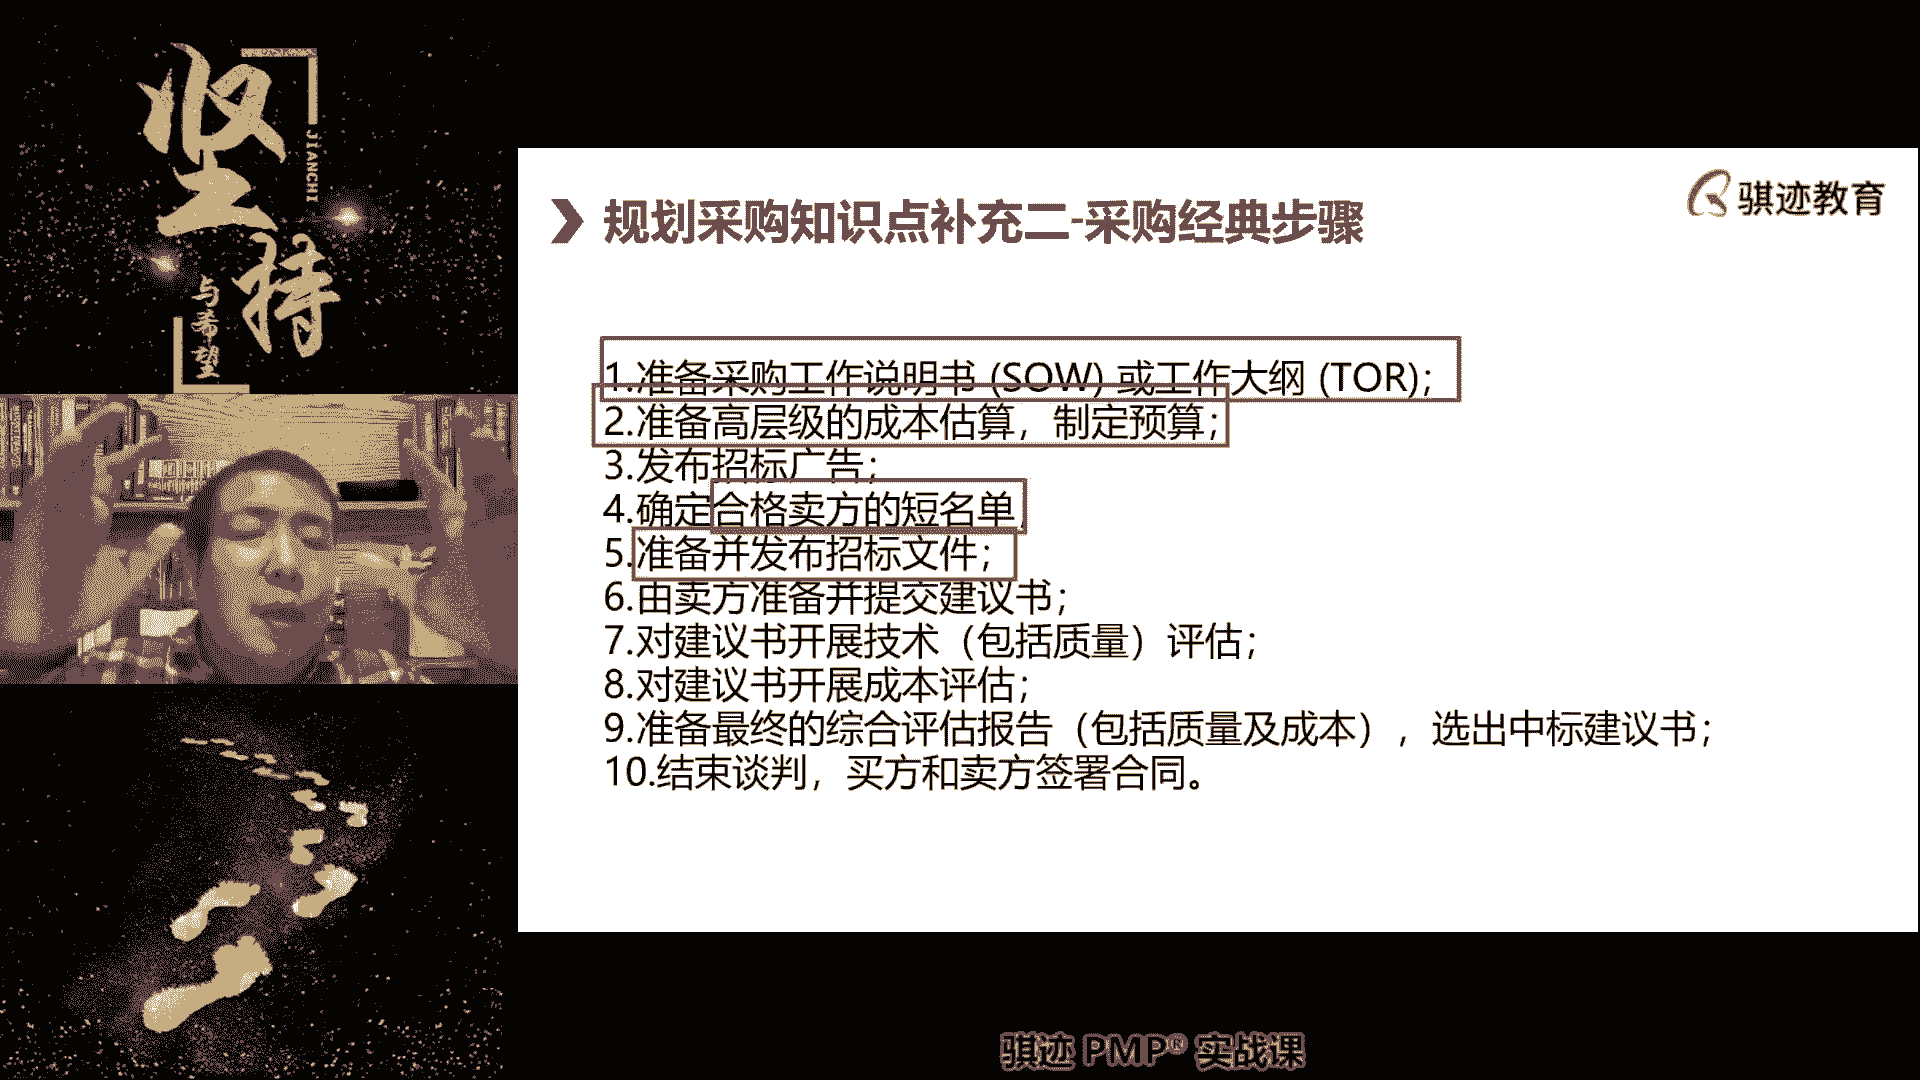 坚持
JIANCHI
与希望
骐迹教育
规划采购知识点补充二-采购经典步骤
1.准备采购工作说明书 (SOW) 或工作大纲 (TOR)；
2.准备高层级的成本估算，制定预算；
3.发布招标广告；
4.确定合格卖方的短名单
5.准备并发布招标文件；
6.由卖方准备并提交建议书；
7.对建议书开展技术（包括质量）评估；
8.对建议书开展成本评估；
9.准备最终的综合评估报告（包括质量及成本），选出中标建议书；
10.结束谈判，买方和卖方签署合同。
骐迹 PMP® 实战课